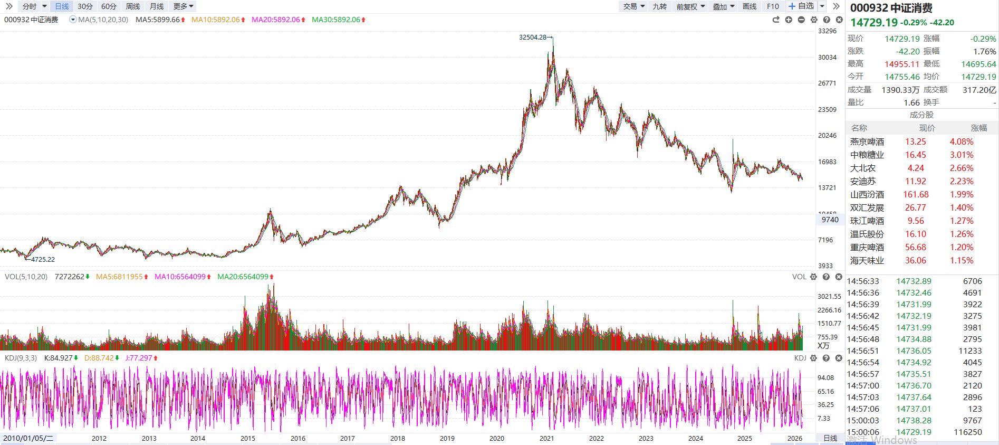 分时 日线 30分 60分 周线 月线 更多 交易 九转 前复权 叠加 画线 F10 自选
000932 中证消费 MA(5,10,20,30) MA5:5899.66 MA10:5892.06 MA20:5892.06 MA30:5892.06
33296
32504.28
30034
26771
23509
20246
16983
13721
9740
7196
4725.22
3933
VOL(5,10,20) 7272262 MA5:6811955 MA10:6564099 MA20:6564099 VOL
3021.55
2266.16
1510.77
755.39
X万
KDJ(9,3,3) K:84.927 D:88.742 J:77.297 KDJ
94.08
65.16
36.25
7.33
2010/01/05/二 2012 2013 2014 2015 2016 2017 2018 2019 2020 2021 2022 2023 2024 2025 2026 日线
000932 中证消费
14729.19 -0.29% -42.20
现价 14729.19 涨幅 -0.29%
涨跌 -42.20 振幅 1.76%
最高 14955.11 最低 14695.64
今开 14755.46 均价 14729.19
成交量 1390.33万 成交额 317.20亿
量比 1.66 换手 -
成分股
名称 现价 涨幅
燕京啤酒 13.25 4.08%
中粮糖业 16.45 3.01%
大北农 4.24 2.66%
安迪苏 11.92 2.23%
山西汾酒 161.68 1.99%
双汇发展 26.77 1.40%
珠江啤酒 9.56 1.27%
温氏股份 16.10 1.26%
重庆啤酒 56.68 1.20%
海天味业 36.06 1.15%
14:56:33 14732.89 6706
14:56:36 14732.46 4691
14:56:39 14731.99 3922
14:56:42 14732.19 3275
14:56:45 14731.99 3981
14:56:48 14734.88 2795
14:56:51 14736.05 11233
14:56:54 14734.92 4045
14:56:57 14735.51 3827
14:57:00 14736.70 2120
14:57:03 14737.64 2896
14:57:06 14737.01 123
15:00:03 14738.28 9767
15:00:06 14729.19 116250
激活 Windows